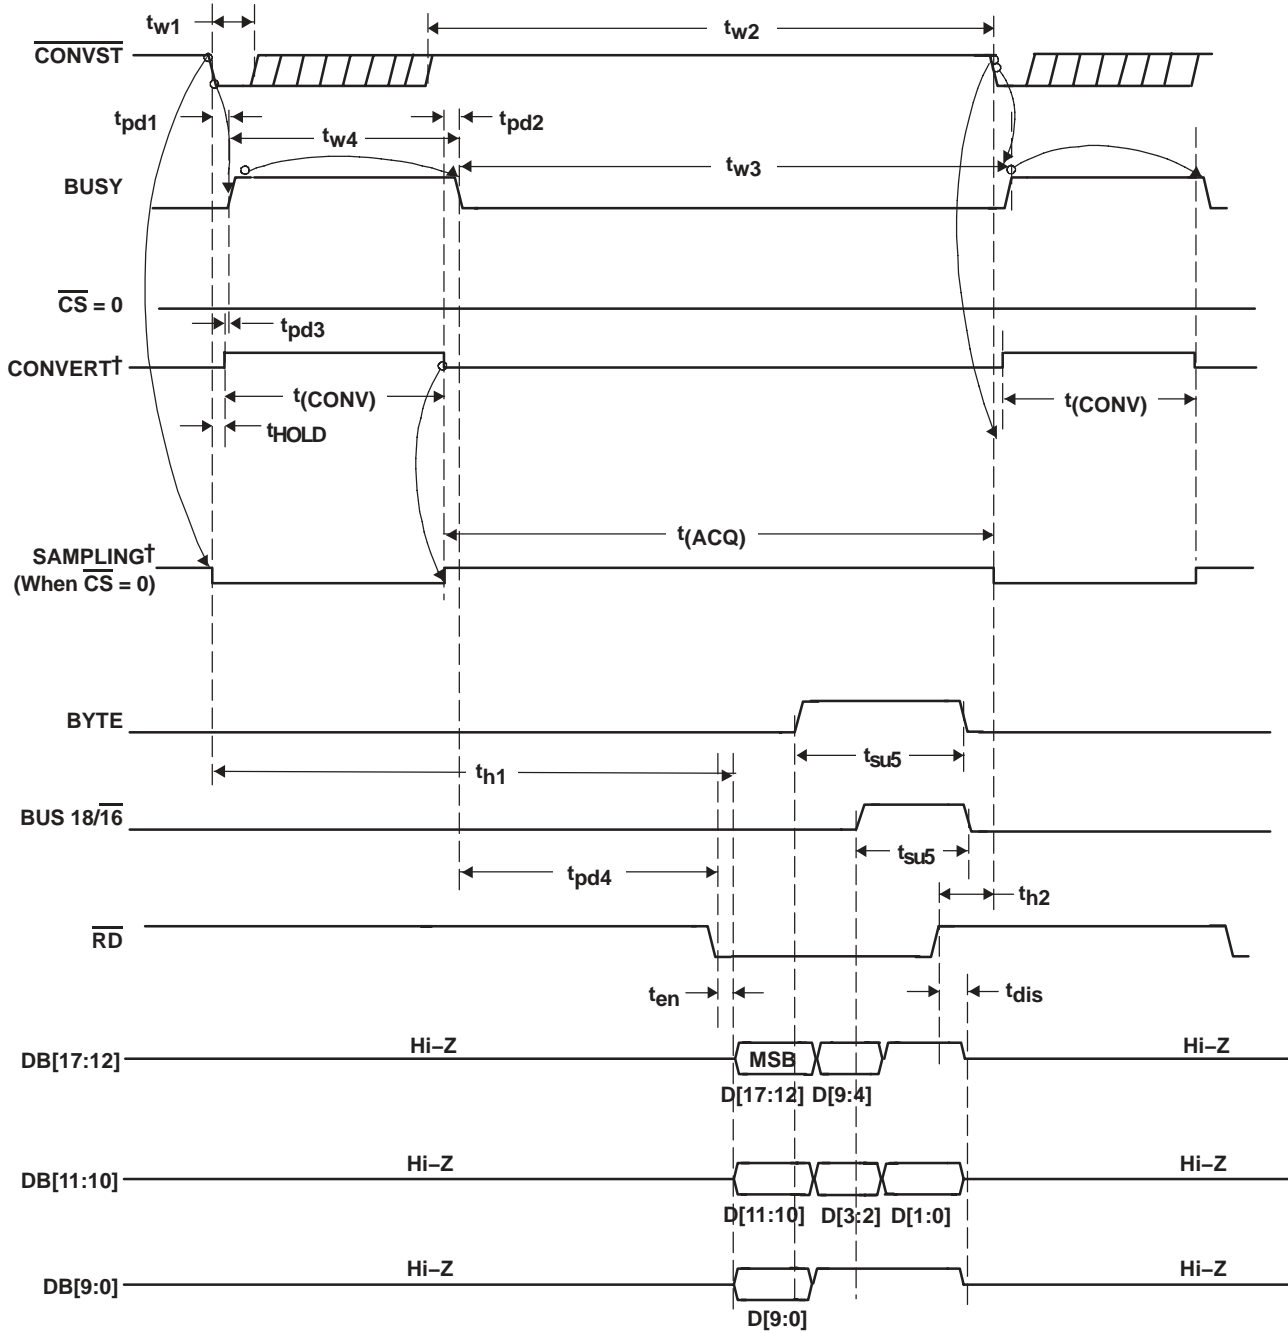 tw1
tw2
CONVST
tpd1
tw4
tpd2
tw3
BUSY
CS = 0
tpd3
CONVERT†
t(CONV)
t(CONV)
tHOLD
t(ACQ)
SAMPLING†
(When CS = 0)
BYTE
tsu5
th1
BUS 18/16
tsu5
tpd4
th2
RD
ten
tdis
Hi–Z
Hi–Z
DB[17:12]
MSB
D[17:12] D[9:4]
Hi–Z
Hi–Z
DB[11:10]
D[11:10] D[3:2] D[1:0]
Hi–Z
Hi–Z
DB[9:0]
D[9:0]